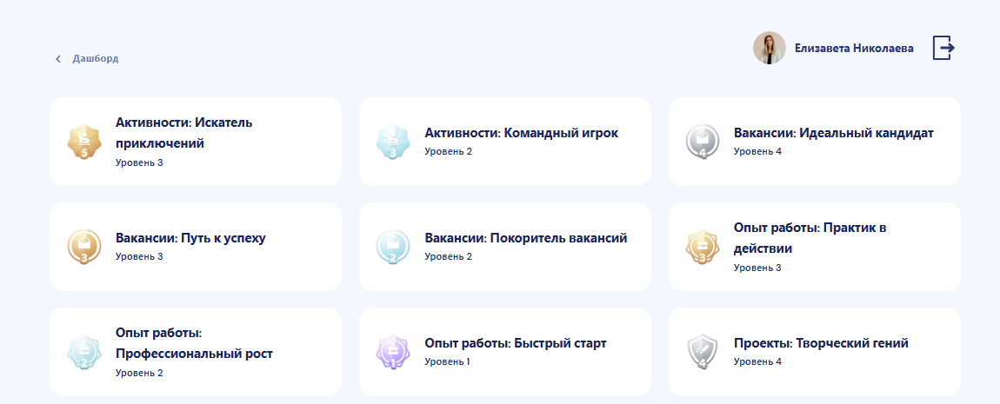 Дашборд
Елизавета Николаева
Активности: Искатель
приключений
Уровень 3
5
Активности: Командный игрок
Уровень 2
3
Вакансии: Идеальный кандидат
Уровень 4
4
Вакансии: Путь к успеху
Уровень 3
3
Вакансии: Покоритель вакансий
Уровень 2
2
Опыт работы: Практик в
действии
Уровень 3
3
Опыт работы:
Профессиональный рост
Уровень 2
2
Опыт работы: Быстрый старт
Уровень 1
1
Проекты: Творческий гений
Уровень 4
4